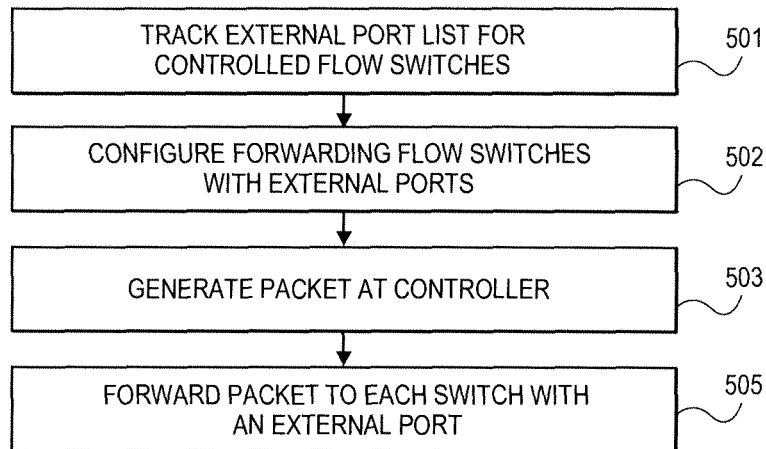 TRACK EXTERNAL PORT LIST FOR
CONTROLLED FLOW SWITCHES
501
CONFIGURE FORWARDING FLOW SWITCHES
WITH EXTERNAL PORTS
502
GENERATE PACKET AT CONTROLLER
503
FORWARD PACKET TO EACH SWITCH WITH
AN EXTERNAL PORT
505